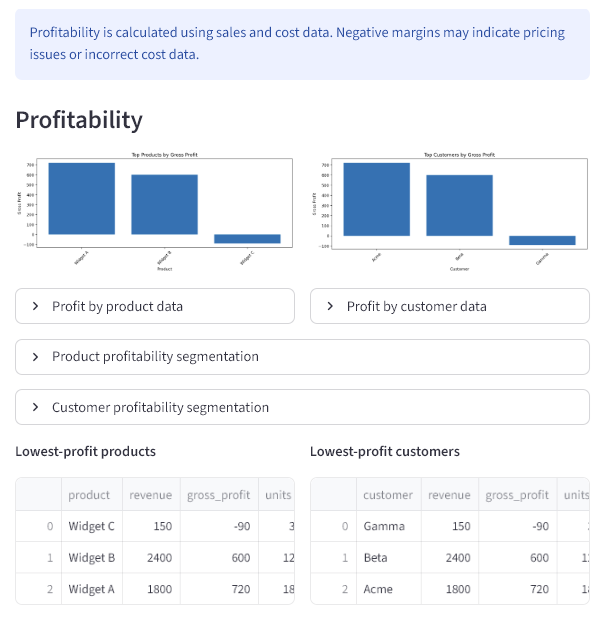 Profitability is calculated using sales and cost data. Negative margins may indicate pricing
issues or incorrect cost data.
Profitability
Top Products by Gross Profit
Gross Profit
700
600
500
400
300
200
100
0
−100
Widget A
Widget B
Widget C
Product
Top Customers by Gross Profit
Gross Profit
700
600
500
400
300
200
100
0
−100
Acme
Beta
Gamma
Customer
Profit by product data
Profit by customer data
Product profitability segmentation
Customer profitability segmentation
Lowest-profit products
product revenue gross_profit units
0 Widget C 150 -90 3
1 Widget B 2400 600 12
2 Widget A 1800 720 18
Lowest-profit customers
customer revenue gross_profit units
0 Gamma 150 -90
1 Beta 2400 600
2 Acme 1800 720